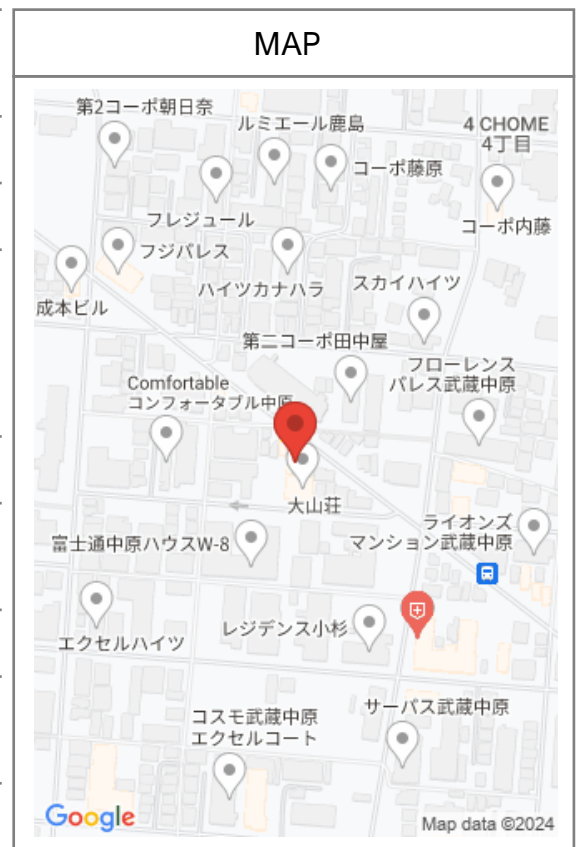 MAP
第2コーポ朝日奈
ルミエール鹿島
4 CHOME
4丁目
コーポ藤原
フレジュール
コーポ内藤
フジパレス
ハイツカナハラ
スカイハイツ
成本ビル
第二コーポ田中屋
フローレンス
パレス武蔵中原
Comfortable
コンフォータブル中原
大山荘
ライオンズ
マンション武蔵中原
富士通中原ハウスW-8
レジデンス小杉
エクセルハイツ
サーパス武蔵中原
コスモ武蔵中原
エクセルコート
Google
Map data ©2024